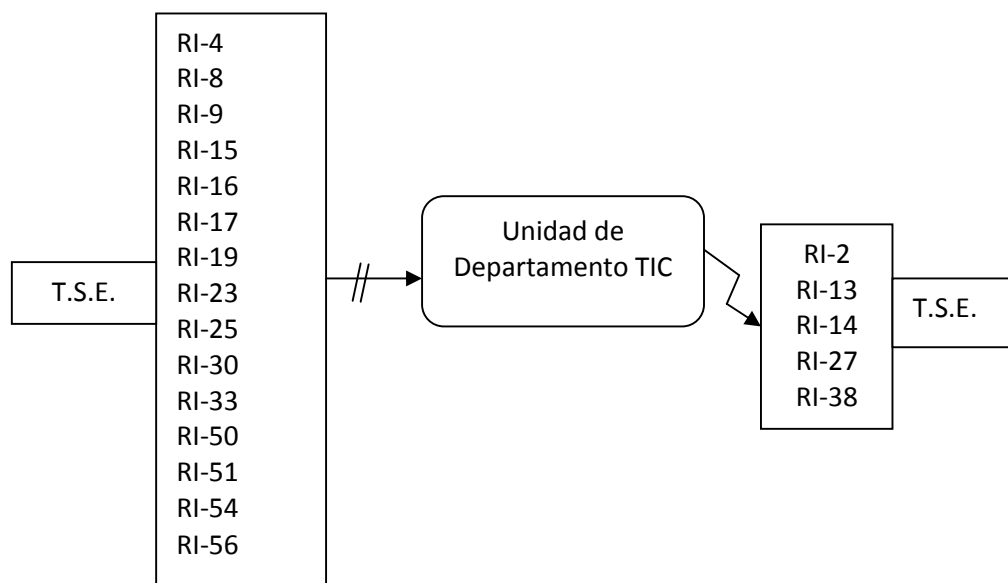 T.S.E.
RI-4
RI-8
RI-9
RI-15
RI-16
RI-17
RI-19
RI-23
RI-25
RI-30
RI-33
RI-50
RI-51
RI-54
RI-56
Unidad de
Departamento TIC
RI-2
RI-13
RI-14
RI-27
RI-38
T.S.E.